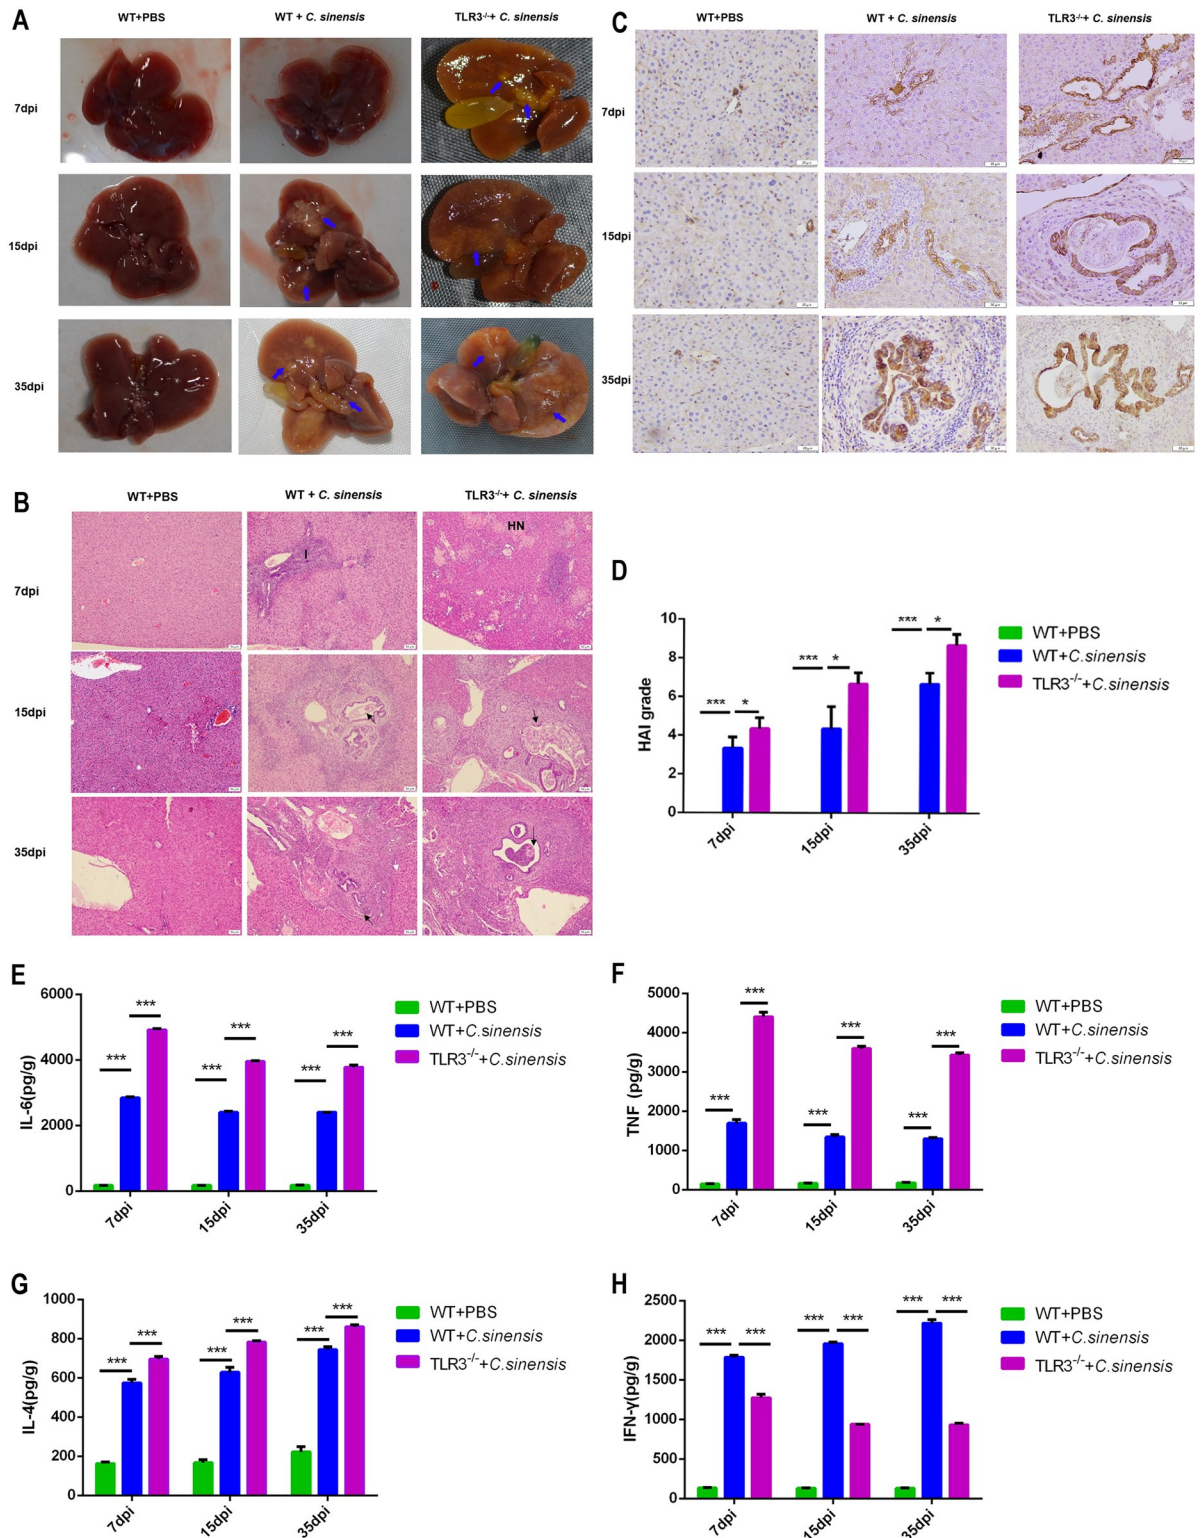 A
WT+PBS
WT + C. sinensis
TLR3-/-+ C. sinensis
7dpi
15dpi
35dpi
C
WT+PBS
WT + C. sinensis
TLR3-/-+ C. sinensis
7dpi
15dpi
35dpi
B
WT+PBS
WT + C. sinensis
TLR3-/-+ C. sinensis
7dpi
I
HN
15dpi
35dpi
D
HAI grade
10
8
6
4
2
0
*** *
*** *
*** *
7dpi
15dpi
35dpi
WT+PBS
WT+C.sinensis
TLR3-/-+C.sinensis
E
IL-6(pg/g)
6000
4000
2000
0
*** ***
*** ***
*** ***
7dpi
15dpi
35dpi
WT+PBS
WT+C.sinensis
TLR3-/-+C.sinensis
F
TNF (pg/g)
5000
4000
3000
2000
1000
0
*** ***
*** ***
*** ***
7dpi
15dpi
35dpi
WT+PBS
WT+C.sinensis
TLR3-/-+C.sinensis
G
IL-4(pg/g)
1000
800
600
400
200
0
*** ***
*** ***
*** ***
7dpi
15dpi
35dpi
WT+PBS
WT+C.sinensis
TLR3-/-+C.sinensis
H
IFN-γ(pg/g)
2500
2000
1500
1000
500
0
*** ***
*** ***
*** ***
7dpi
15dpi
35dpi
WT+PBS
WT+C.sinensis
TLR3-/-+C.sinensis